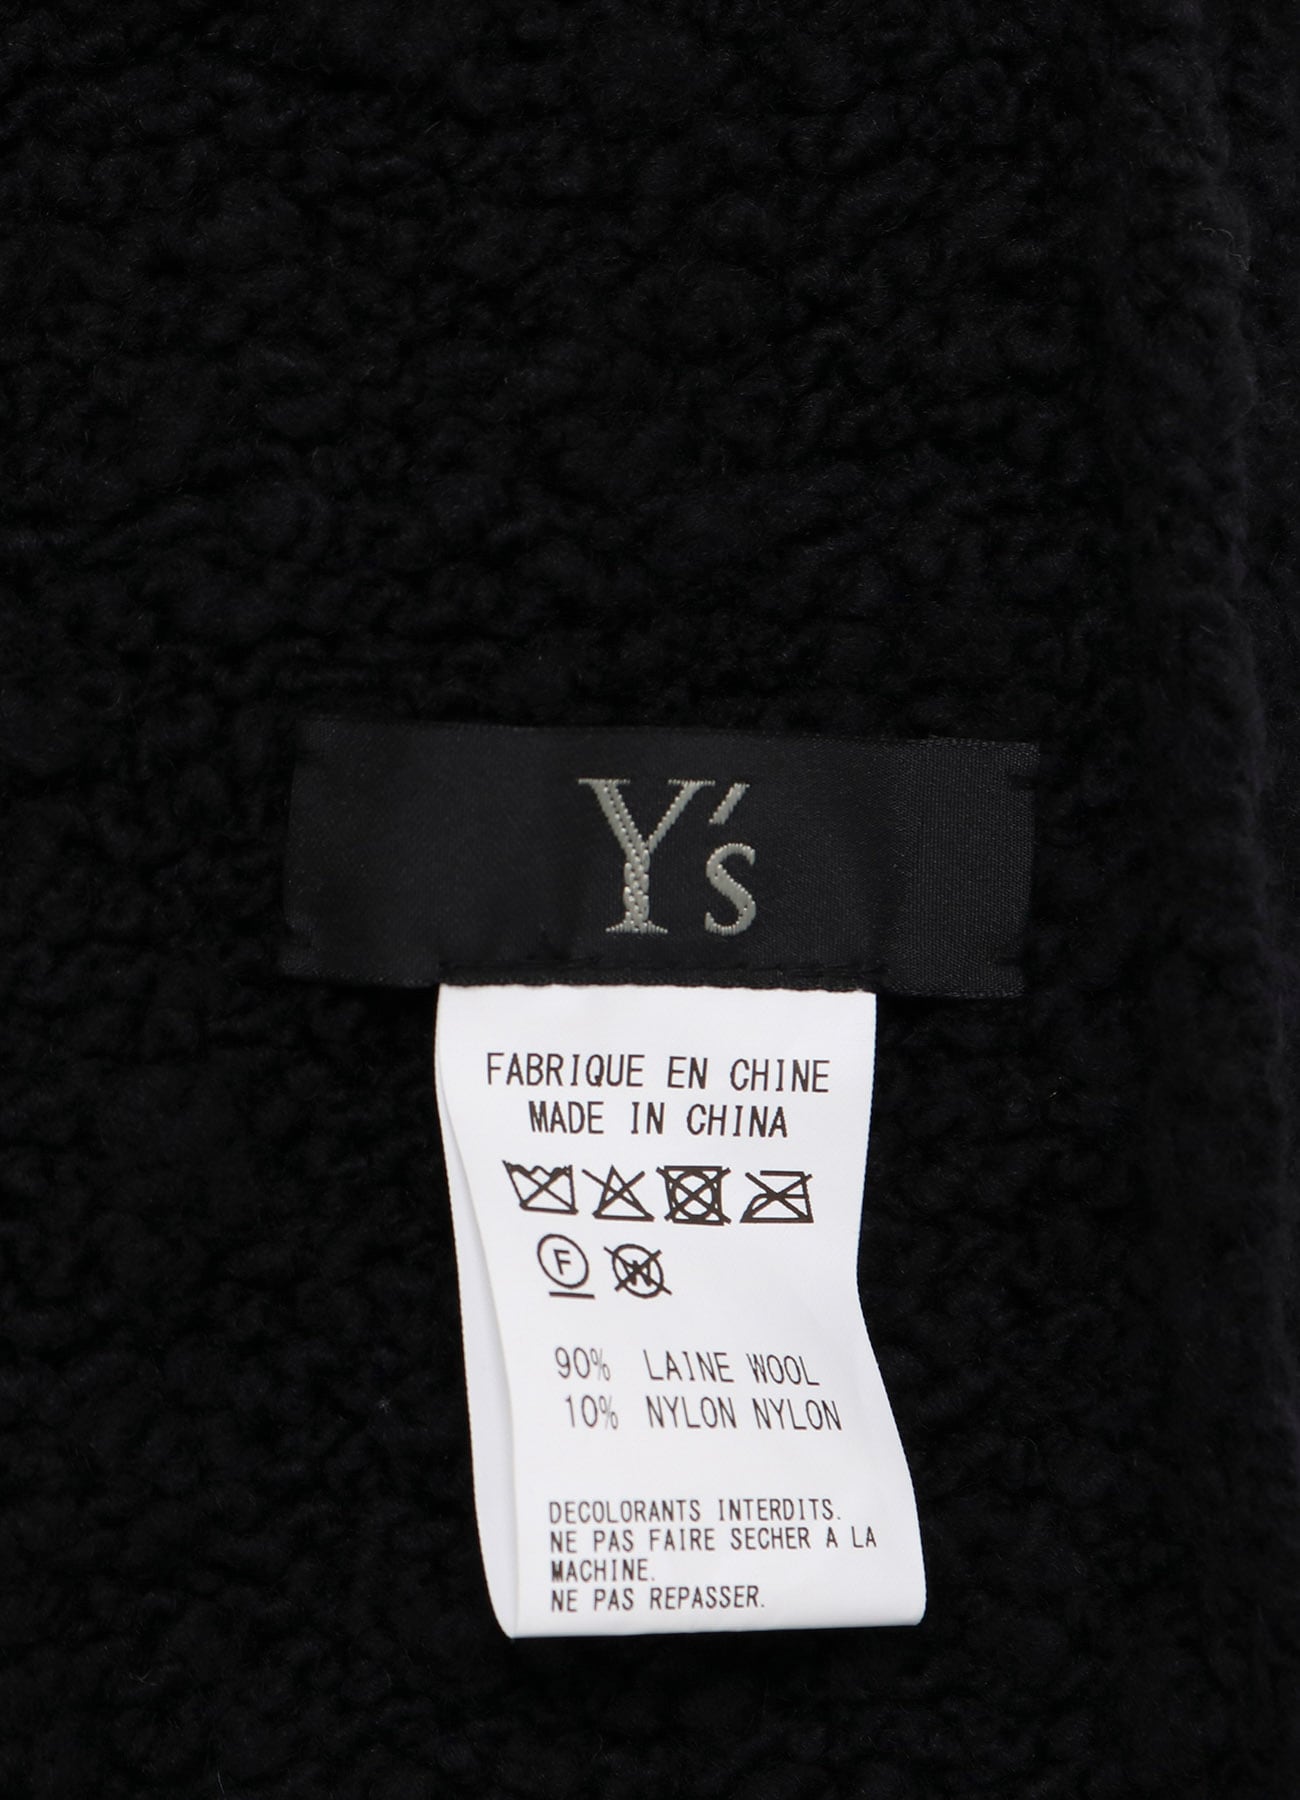 Y's
FABRIQUE EN CHINE
MADE IN CHINA
F W
90% LAINE WOOL
10% NYLON NYLON
DECOLORANTS INTERDITS.
NE PAS FAIRE SECHER A LA
MACHINE.
NE PAS REPASSER.